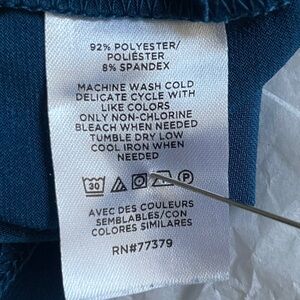 92% POLYESTER/
POLIÉSTER
8% SPANDEX
MACHINE WASH COLD
DELICATE CYCLE WITH
LIKE COLORS
ONLY NON-CHLORINE
BLEACH WHEN NEEDED
TUMBLE DRY LOW
COOL IRON WHEN
NEEDED
30 P
AVEC DES COULEURS
SEMBLABLES/CON
COLORES SIMILARES
RN#77379